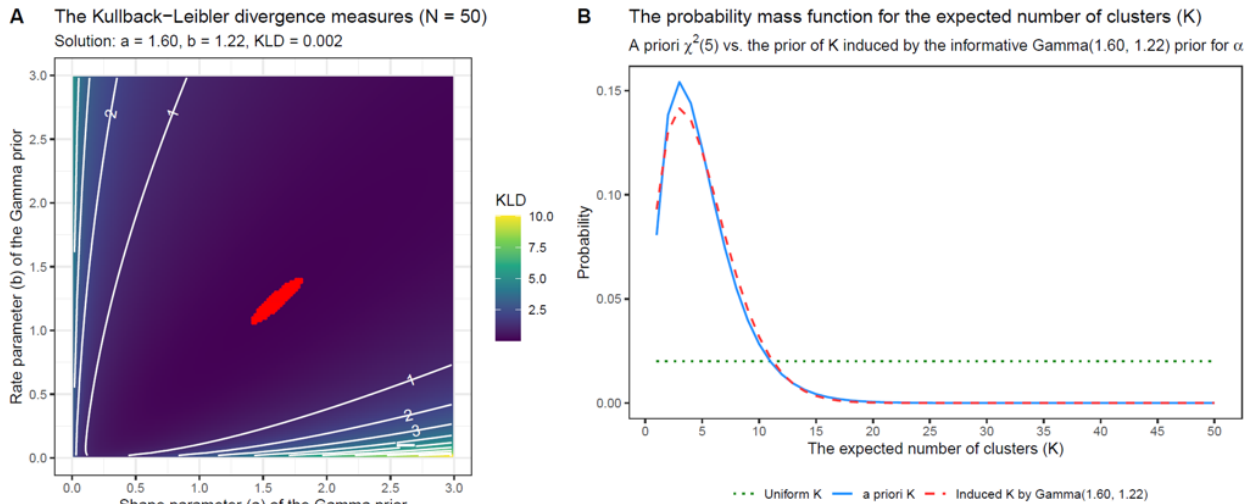 A The Kullback−Leibler divergence measures (N = 50)
Solution: a = 1.60, b = 1.22, KLD = 0.002
3.0
2.5
2.0
1.5
1.0
0.5
0.0
Rate parameter (b) of the Gamma prior
2
1
1
2
3
0.0 0.5 1.0 1.5 2.0 2.5 3.0
Shape parameter (a) of the Gamma prior
KLD
10.0
7.5
5.0
2.5
B The probability mass function for the expected number of clusters (K)
A priori χ²(5) vs. the prior of K induced by the informative Gamma(1.60, 1.22) prior for α
0.15
0.10
0.05
0.00
Probability
0 5 10 15 20 25 30 35 40 45 50
The expected number of clusters (K)
Uniform K a priori K Induced K by Gamma(1.60, 1.22)